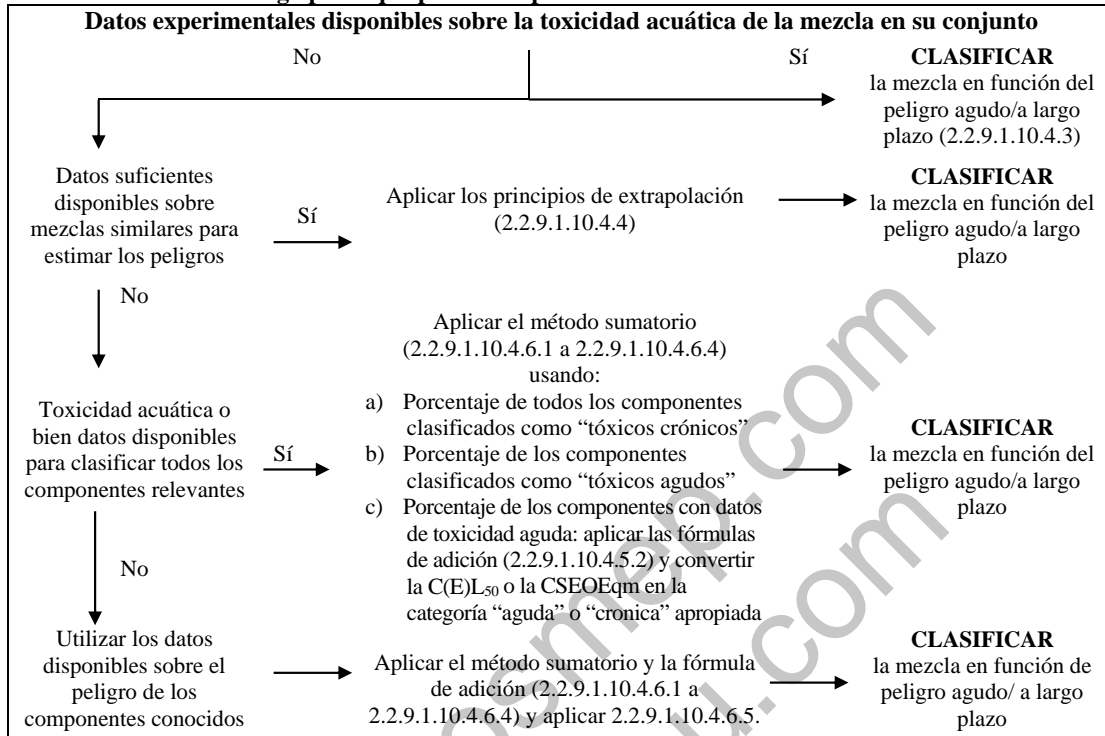 Datos experimentales disponibles sobre la toxicidad acuática de la mezcla en su conjunto
No
Sí
CLASIFICAR
la mezcla en función del
peligro agudo/a largo
plazo (2.2.9.1.10.4.3)
Datos suficientes
disponibles sobre
mezclas similares para
estimar los peligros
Sí
Aplicar los principios de extrapolación
(2.2.9.1.10.4.4)
CLASIFICAR
la mezcla en función del
peligro agudo/a largo
plazo
No
Toxicidad acuática o
bien datos disponibles
para clasificar todos los
componentes relevantes
Sí
Aplicar el método sumatorio
(2.2.9.1.10.4.6.1 a 2.2.9.1.10.4.6.4)
usando:
a) Porcentaje de todos los componentes
clasificados como “tóxicos crónicos”
b) Porcentaje de los componentes
clasificados como “tóxicos agudos”
c) Porcentaje de los componentes con datos
de toxicidad aguda: aplicar las fórmulas
de adición (2.2.9.1.10.4.5.2) y convertir
la C(E)L50 o la CSEOEqm en la
categoría “aguda” o “cronica” apropiada
CLASIFICAR
la mezcla en función del
peligro agudo/a largo
plazo
No
Utilizar los datos
disponibles sobre el
peligro de los
componentes conocidos
Aplicar el método sumatorio y la fórmula
de adición (2.2.9.1.10.4.6.1 a
2.2.9.1.10.4.6.4) y aplicar 2.2.9.1.10.4.6.5.
CLASIFICAR
la mezcla en función de
peligro agudo/ a largo
plazo